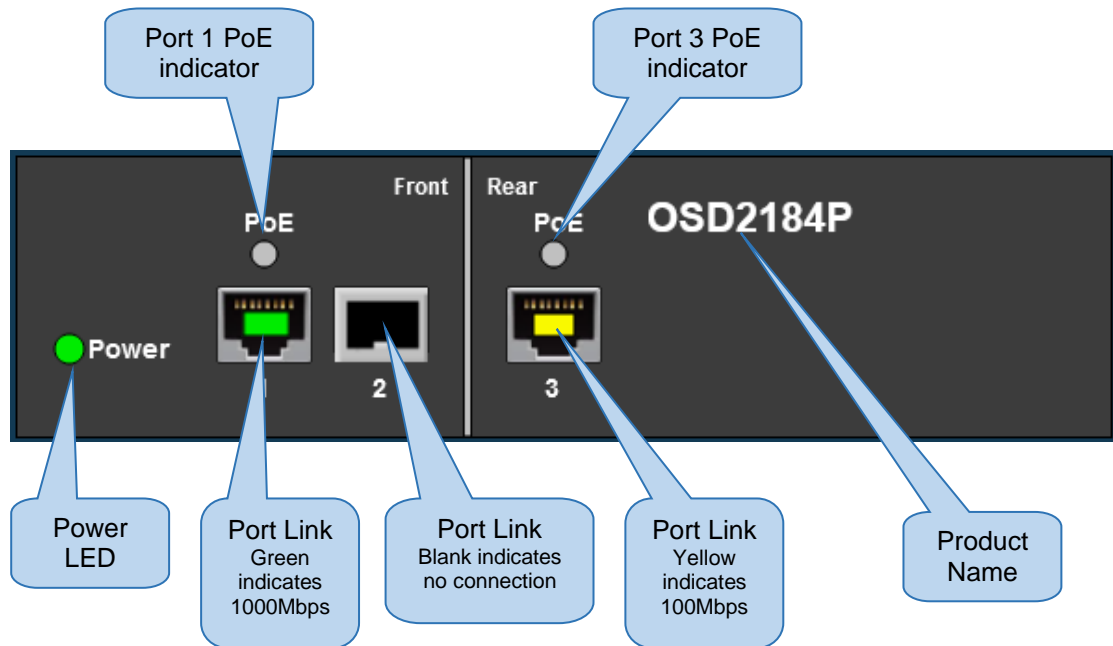 Port 1 PoE
indicator
Port 3 PoE
indicator
Front
Rear
PoE
PoE
OSD2184P
Power
1
2
3
Power
LED
Port Link
Green
indicates
1000Mbps
Port Link
Blank indicates
no connection
Port Link
Yellow
indicates
100Mbps
Product
Name